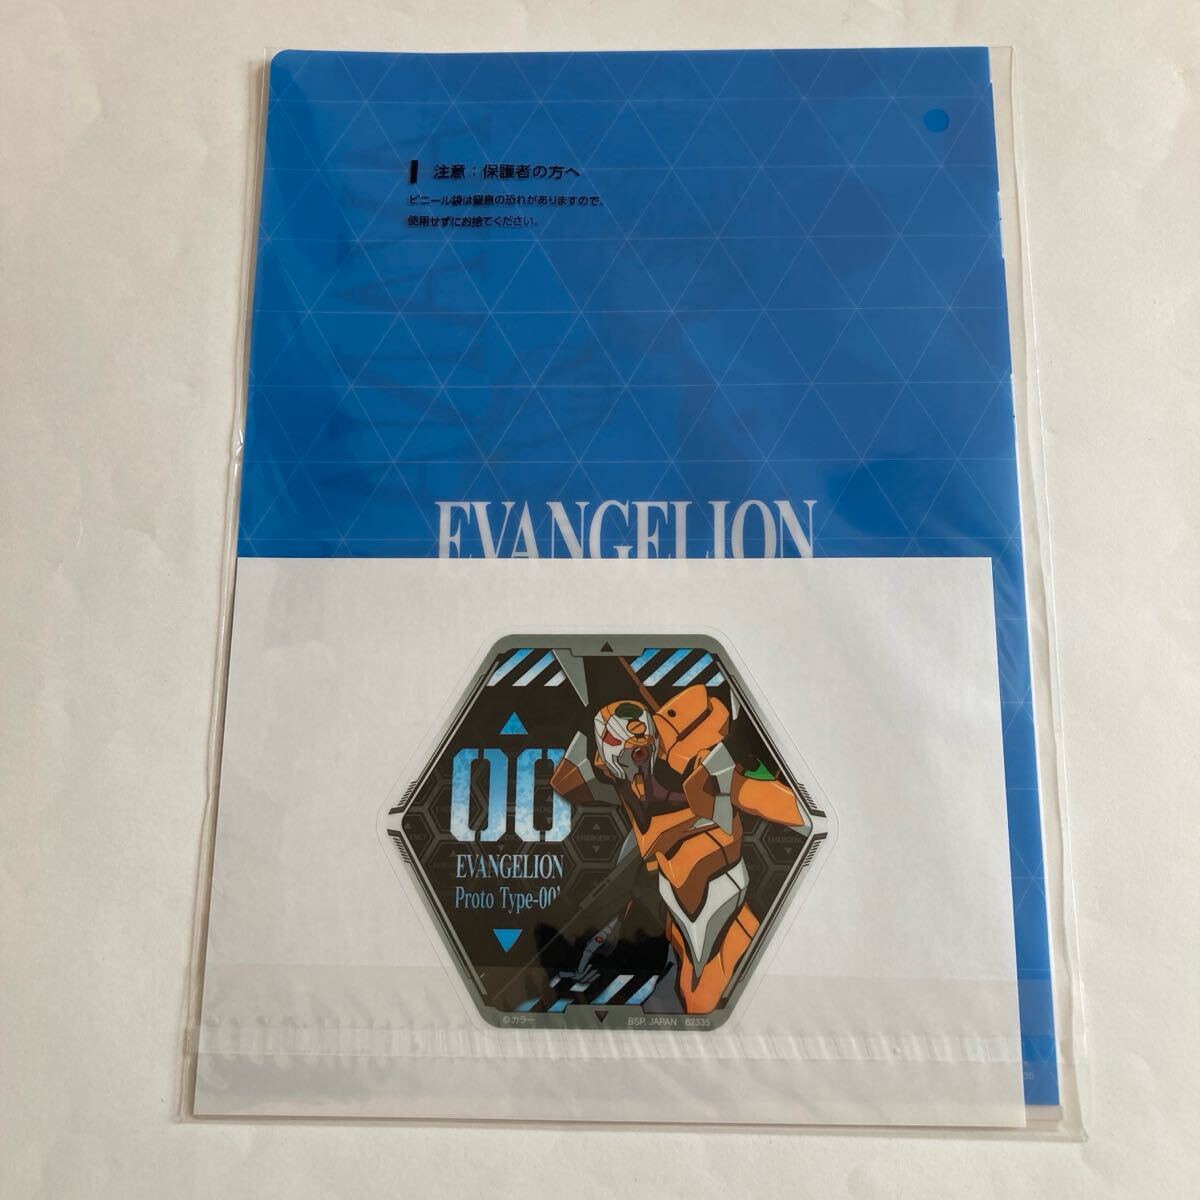 注意：保護者の方へ
ビニール袋は窒息の恐れがありますので、
使用せずにお捨てください。
EVANGELION
00
EVANGELION
Proto Type-00'
EMERGENCY
©カラー
BSP, JAPAN 62335